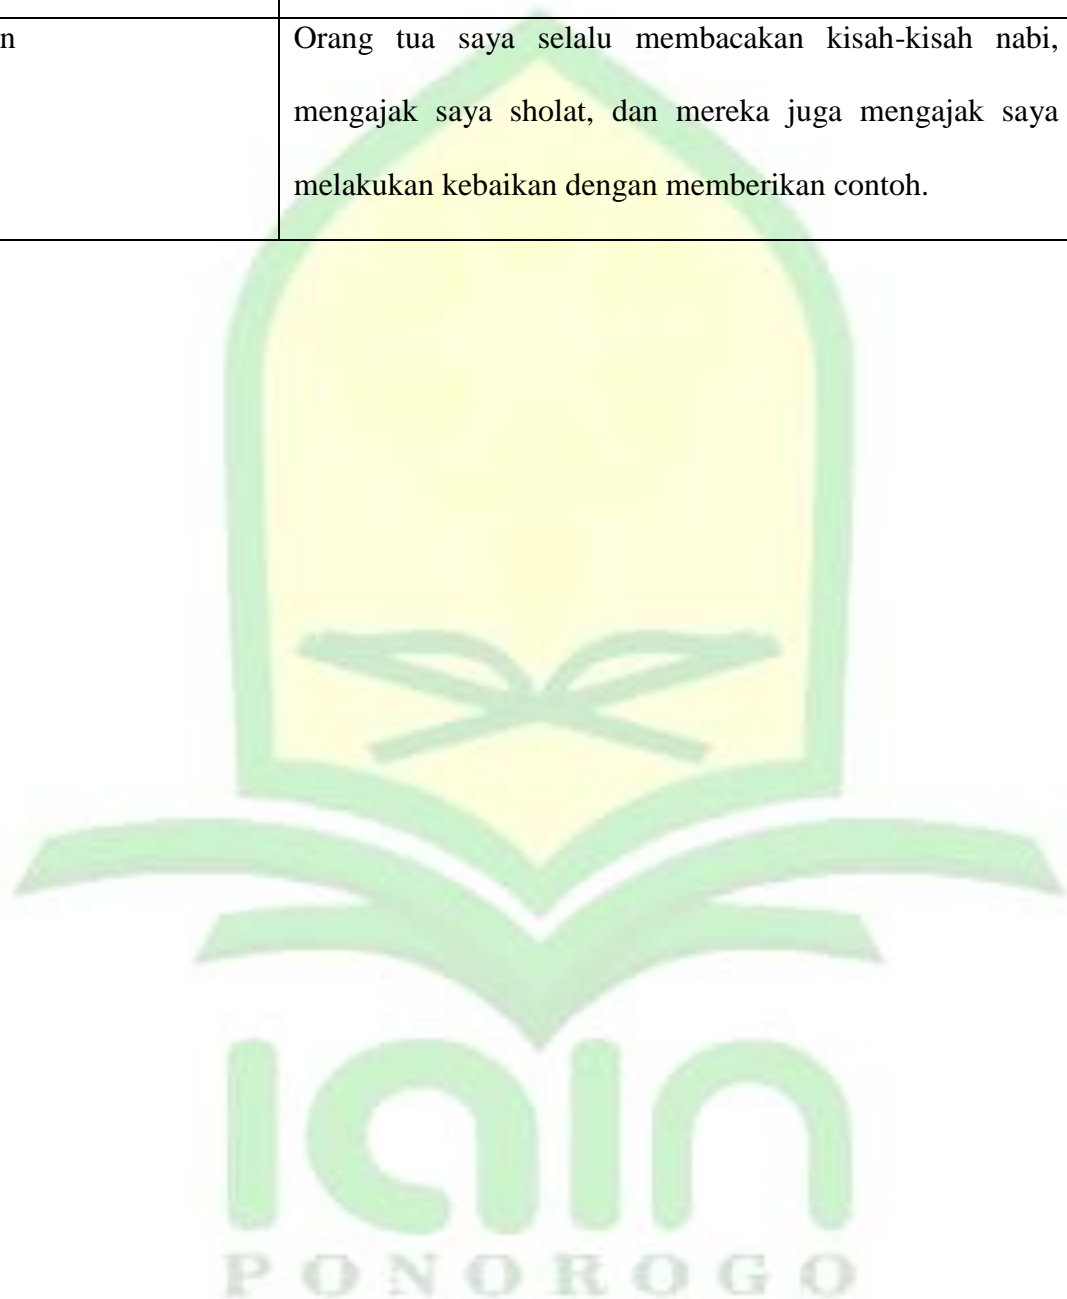 n
Orang tua saya selalu membacakan kisah-kisah nabi,
mengajak saya sholat, dan mereka juga mengajak saya
melakukan kebaikan dengan memberikan contoh.
iain
PONOROGO